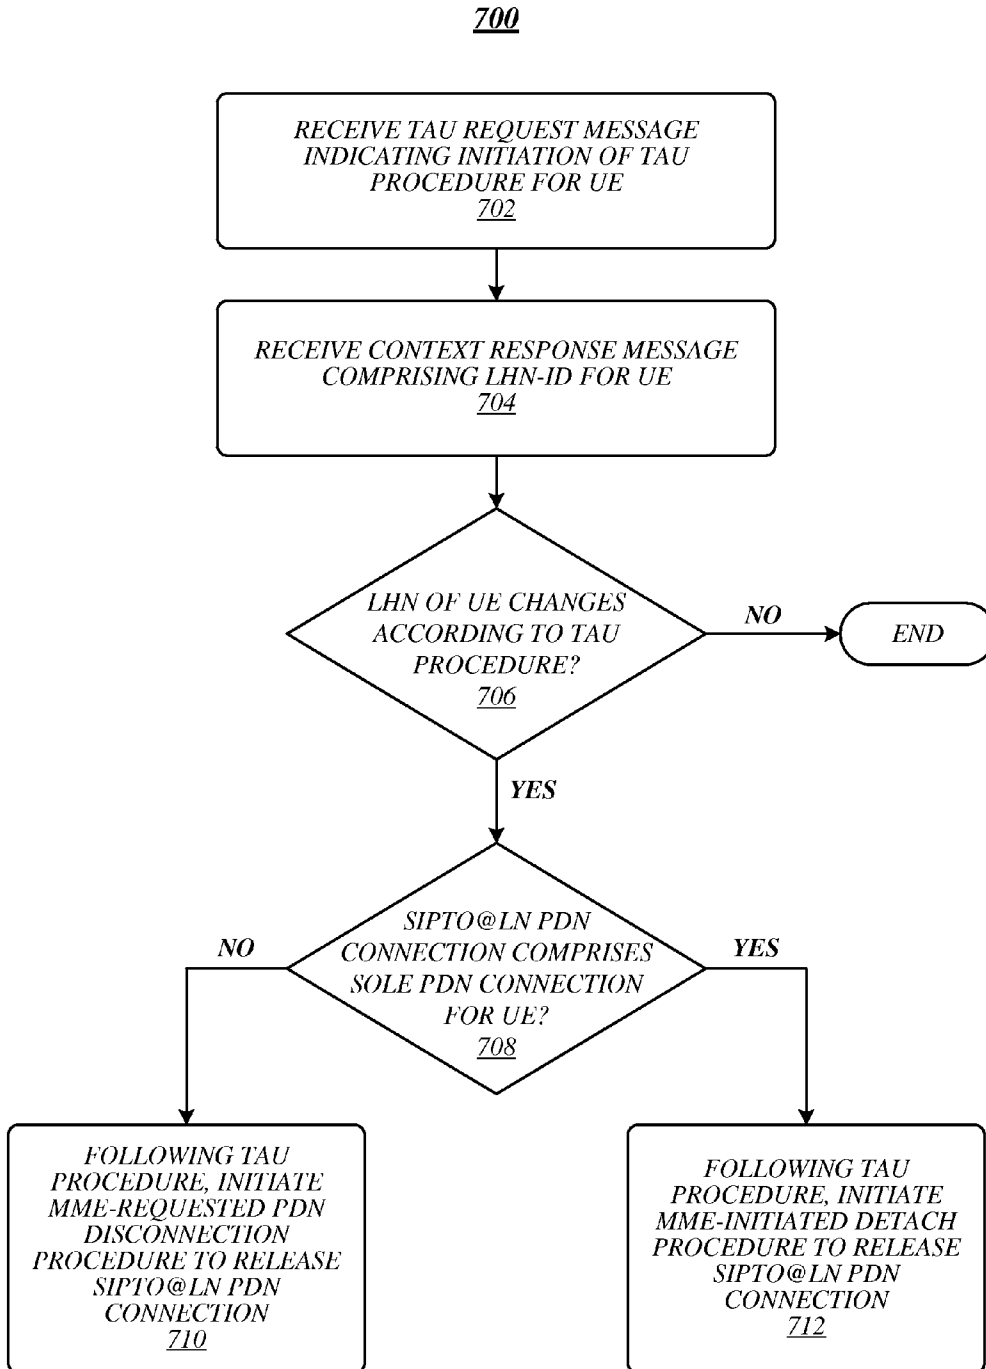 700
RECEIVE TAU REQUEST MESSAGE
INDICATING INITIATION OF TAU
PROCEDURE FOR UE
702
RECEIVE CONTEXT RESPONSE MESSAGE
COMPRISING LHN-ID FOR UE
704
LHN OF UE CHANGES
ACCORDING TO TAU
PROCEDURE?
706
NO
END
YES
SIPTO@LN PDN
CONNECTION COMPRISES
SOLE PDN CONNECTION
FOR UE?
708
NO
YES
FOLLOWING TAU
PROCEDURE, INITIATE
MME-REQUESTED PDN
DISCONNECTION
PROCEDURE TO RELEASE
SIPTO@LN PDN
CONNECTION
710
FOLLOWING TAU
PROCEDURE, INITIATE
MME-INITIATED DETACH
PROCEDURE TO RELEASE
SIPTO@LN PDN
CONNECTION
712